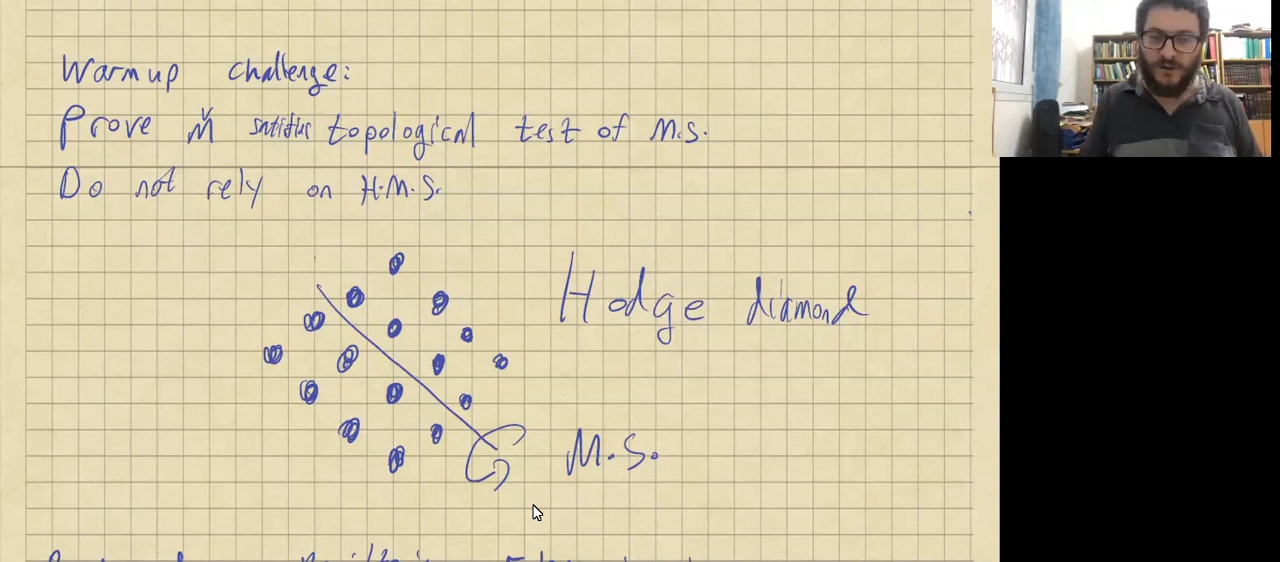 Warmup challenge:
Prove M̌ satisfies topological test of M.S.
Do not rely on H.M.S.
Hodge diamond
M.S.